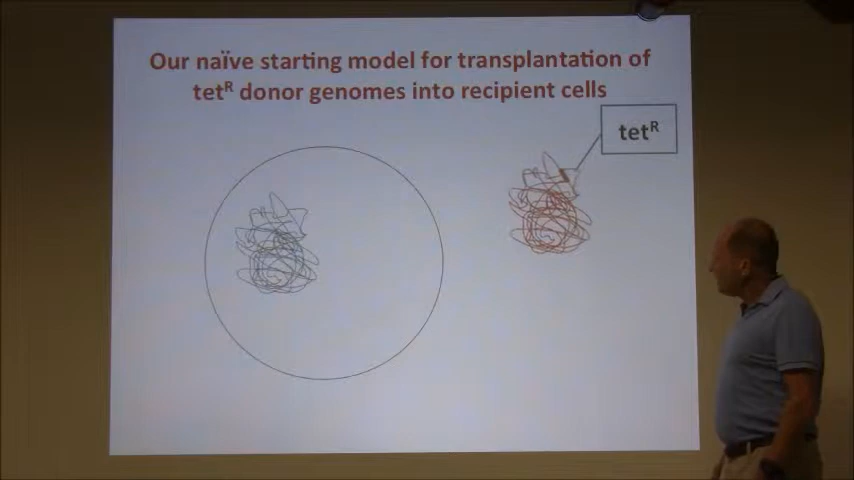 Our naïve starting model for transplantation of
tetᴿ donor genomes into recipient cells
tetᴿ